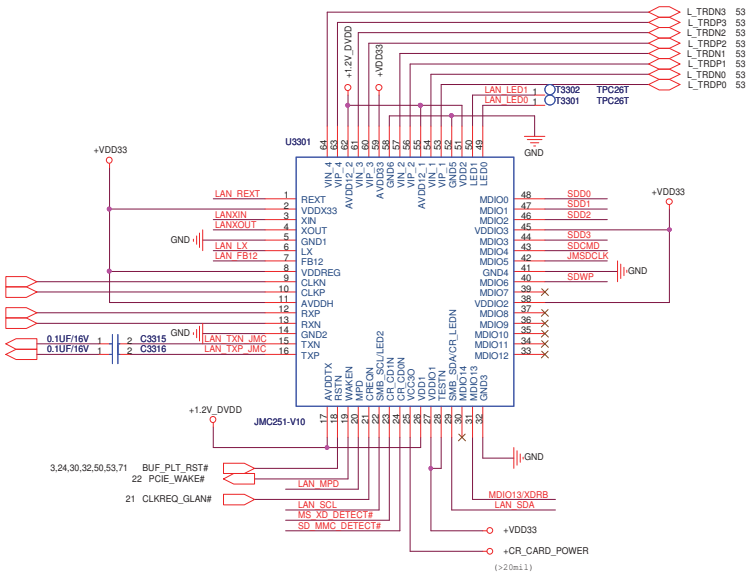 L_TRDN3 53
L_TRDP3 53
L_TRDN2 53
L_TRDP2 53
L_TRDN1 53
L_TRDP1 53
L_TRDN0 53
L_TRDP0 53
+1.2V_DVDD
+VDD33
LAN_LED1 1 T3302 TPC26T
LAN_LED0 1 T3301 TPC26T
GND
U3301
64 63 62 61 60 59 58 57 56 55 54 53 52 51 50 49
VIN_4
VIP_4
AVDD12_2
VIN_3
VIP_3
AVDD33
GND6
VIN_2
VIP_2
AVDD12_1
VIN_1
VIP_1
GND5
VDD2
LED1
LED0
+VDD33
LAN_REXT 1 REXT
2 VDDX33
LANXIN 3 XIN
LANXOUT 4 XOUT
GND 5 GND1
LAN_LX 6 LX
LAN_FB12 7 FB12
8 VDDREG
9 CLKN
10 CLKP
11 AVDDH
12 RXP
13 RXN
GND 14 GND2
0.1UF/16V 1 2 C3315 LAN_TXN_JMC 15 TXN
0.1UF/16V 1 2 C3316 LAN_TXP_JMC 16 TXP
MDIO0 48 SDD0
MDIO1 47 SDD1
MDIO2 46 SDD2
VDDIO3 45
MDIO3 44 SDD3
MDIO4 43 SDCMD
MDIO5 42 JMSDCLK
GND4 41 GND
MDIO6 40 SDWP
MDIO7 39
VDDIO2 38
MDIO8 37
MDIO9 36
MDIO10 35
MDIO11 34
MDIO12 33
+VDD33
AVDDTX
RSTN
WAKEN
MPD
CREQN
SMB_SCL/LED2
CR_CD1N
CR_CD0N
VCC3O
VDD1
VDDIO1
TESTN
SMB_SDA/CR_LEDN
MDIO14
MDIO13
GND3
17 18 19 20 21 22 23 24 25 26 27 28 29 30 31 32
JMC251-V10
+1.2V_DVDD
GND
3,24,30,32,50,53,71 BUF_PLT_RST#
22 PCIE_WAKE#
LAN_MPD
21 CLKREQ_GLAN#
LAN_SCL
MS_XD_DETECT#
SD_MMC_DETECT#
MDIO13/XDRB
LAN_SDA
+VDD33
+CR_CARD_POWER
(>20mil)